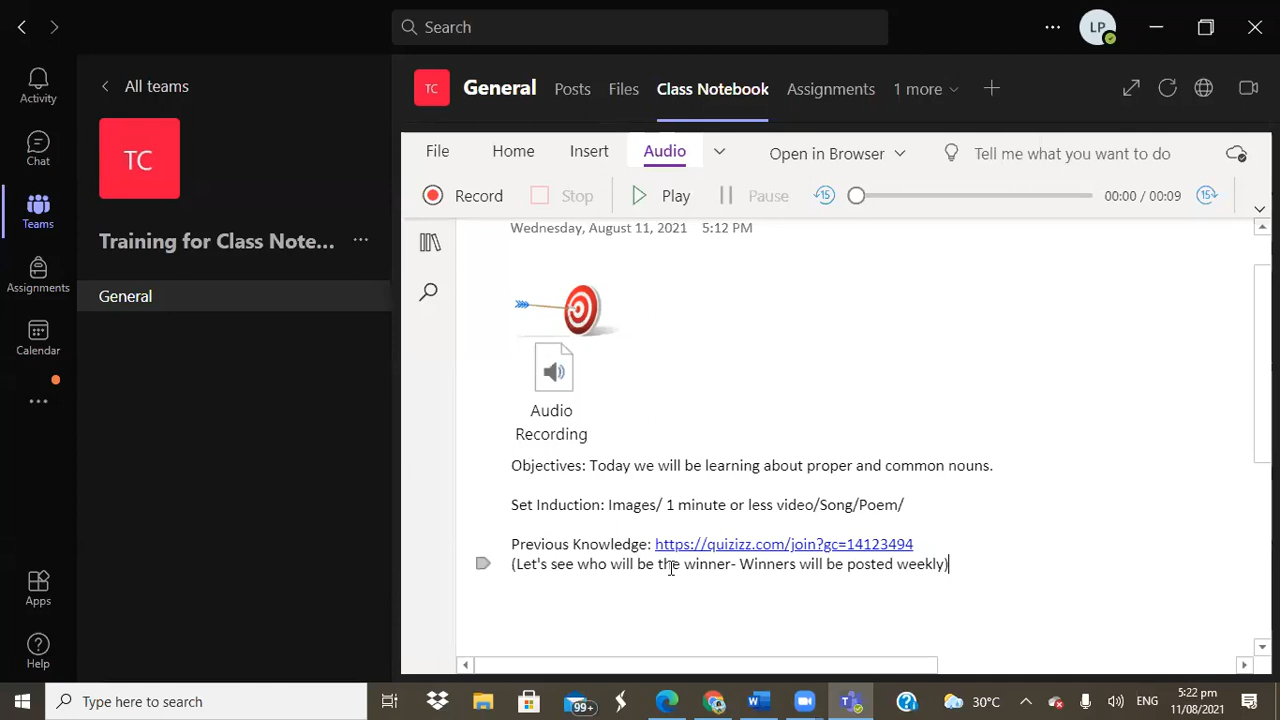 Search
LP
Activity
Chat
Teams
Assignments
Calendar
Apps
Help
All teams
TC
Training for Class Note...
General
TC
General
Posts
Files
Class Notebook
Assignments
1 more
File
Home
Insert
Audio
Open in Browser
Tell me what you want to do
Record
Stop
Play
Pause
15
00:00 / 00:09
15
Wednesday, August 11, 2021 5:12 PM
Audio
Recording
Objectives: Today we will be learning about proper and common nouns.
Set Induction: Images/ 1 minute or less video/Song/Poem/
Previous Knowledge: https://quizizz.com/join?gc=14123494
(Let's see who will be the winner- Winners will be posted weekly)
Type here to search
99+
30°C
ENG
5:22 pm
11/08/2021